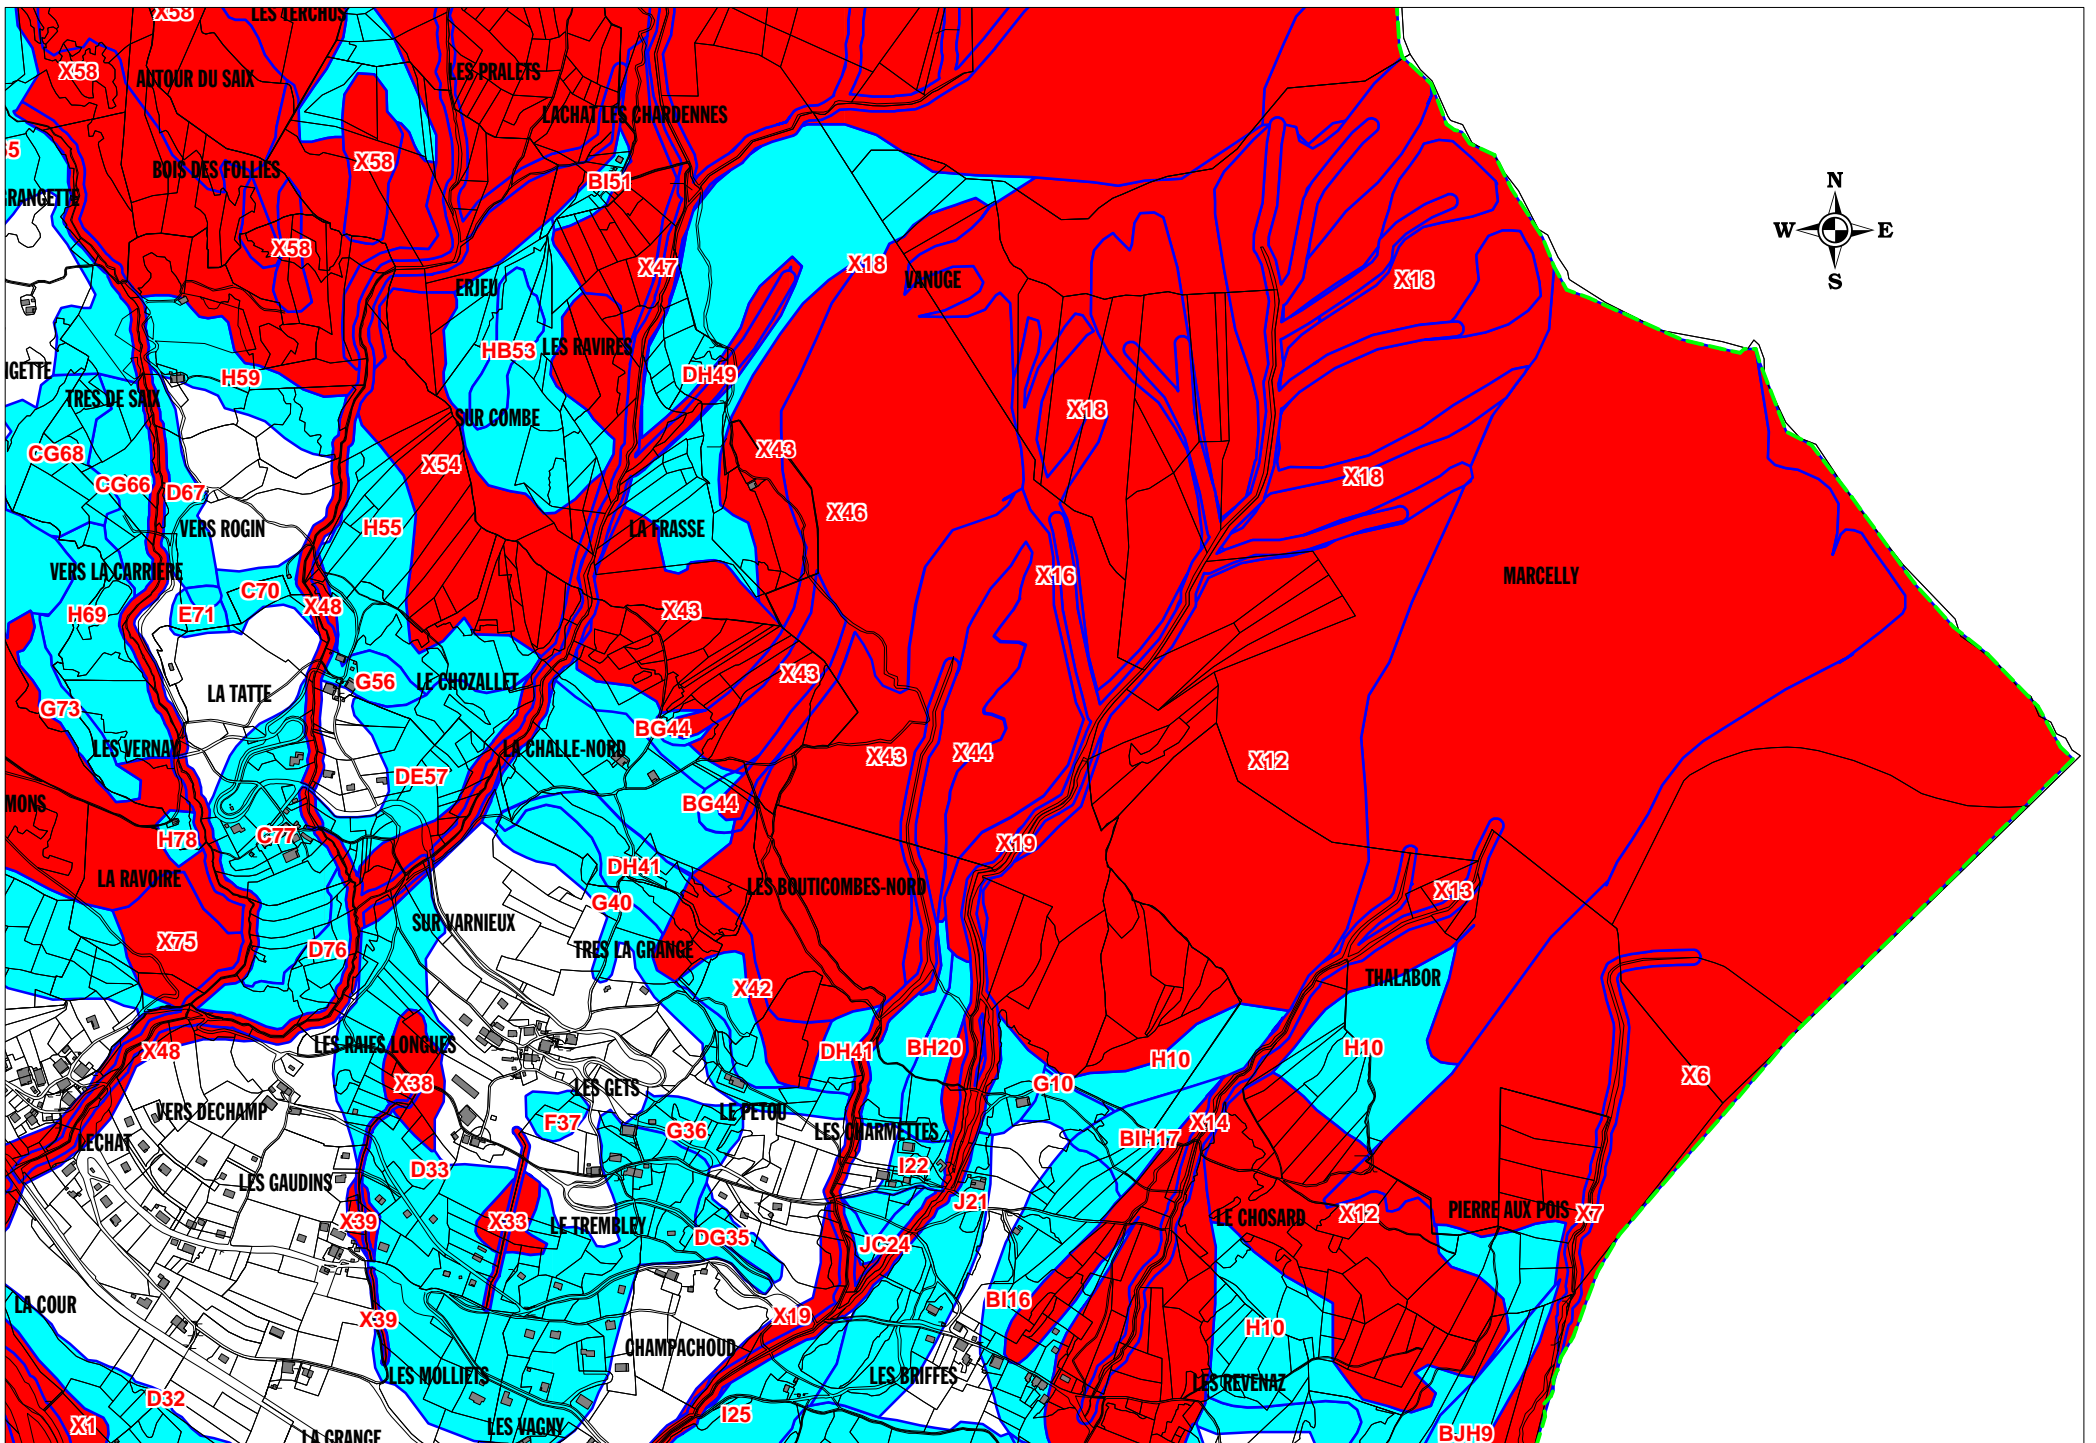 X58
LES TERCHUS
X58
AUTOUR DU SAIX
LES PRALETS
LACHAT LES CHARDENNES
BOIS DES FOLLIES
X58
BI51
N
W E
S
X58
X47
X18
VANUGE
X18
ERJEU
HB53
LES RAVIRES
H59
DH49
TRES DE SAIX
SUR COMBE
X18
CG68
X54
X43
X18
CG66
D67
X46
VERS ROGIN
H55
LA FRASSE
VERS LA CARRIERE
X16
MARCELLY
C70
E71
H69
X48
X43
G56
LE CHOZALLET
X43
LA TATTE
G73
BG44
LES VERNAY
LA CHALLE-NORD
X43
X44
X12
DE57
MONS
BG44
H78
C77
X19
DH41
LA RAVOIRE
LES BOUTICOMBES-NORD
X13
G40
SUR VARNIEUX
X75
D76
TRES LA GRANGE
THALABOR
X42
X48
LES RAIES LONGUES
DH41
BH20
H10
H10
X38
LES GETS
G10
X6
VERS DECHAMP
LE PETOU
F37
G36
LES CHARMETTES
X14
LECHAT
BIH17
D33
I22
LES GAUDINS
J21
X39
X33
LE TREMBLEY
DG35
JC24
LE CHOSARD
X12
PIERRE AUX POIS
X7
LA COUR
X39
X19
BI16
H10
CHAMPACHOUD
LES MOLLIETS
LES BRIFFES
LES REVENAZ
D32
X1
LA GRANGE
LES VAGNY
I25
BJH9